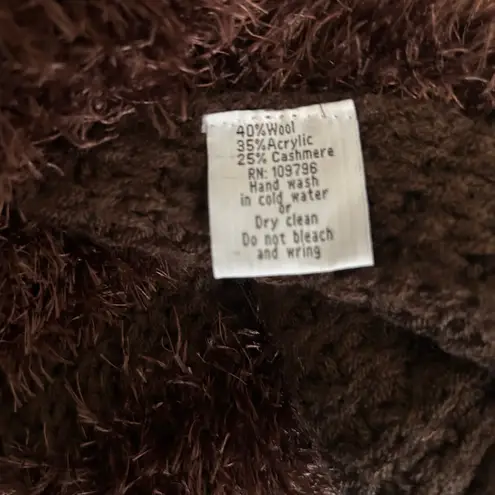 40%Wool
35%Acrylic
25% Cashmere
RN: 109796
Hand wash
in cold water
or
Dry clean
Do not bleach
and wring